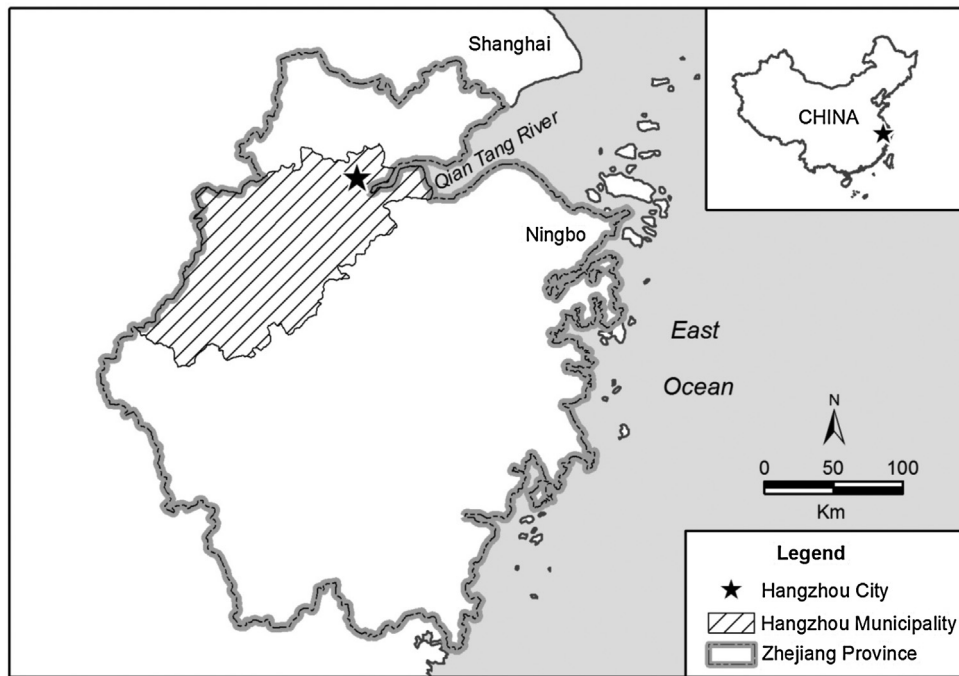 Shanghai
CHINA
Qian Tang River
Ningbo
East
Ocean
N
0 50 100
Km
Legend
Hangzhou City
Hangzhou Municipality
Zhejiang Province